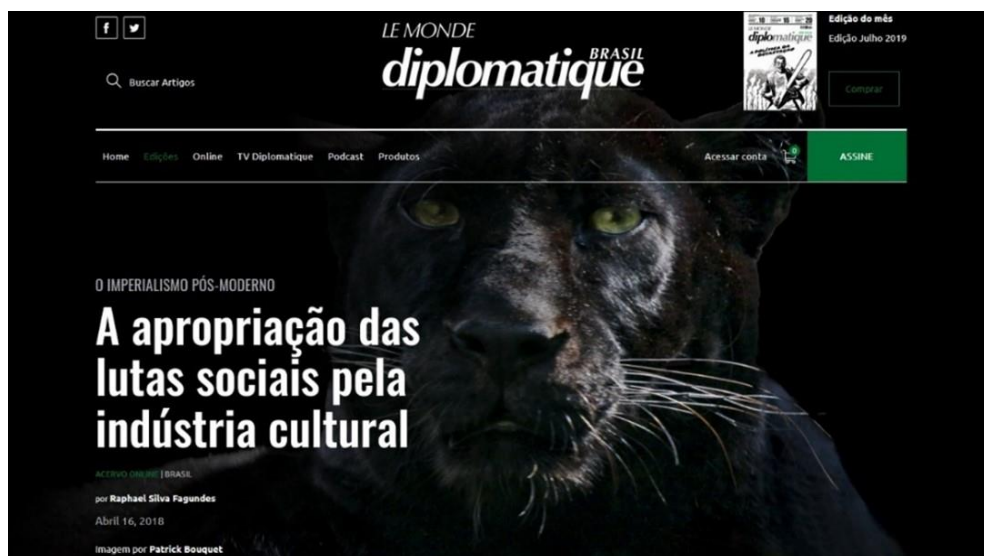 f
LE MONDE
diplomatique
BRASIL
Edição do mês
Edição Julho 2019
Comprar
diplomatique
BRASIL
Buscar Artigos
Home Edições Online TV Diplomatique Podcast Produtos
Acessar conta 0 ASSINE
O IMPERIALISMO PÓS-MODERNO
A apropriação das
lutas sociais pela
indústria cultural
ACERVO ONLINE | BRASIL
por Raphael Silva Fagundes
Abril 16, 2018
Imagem por Patrick Bouquet